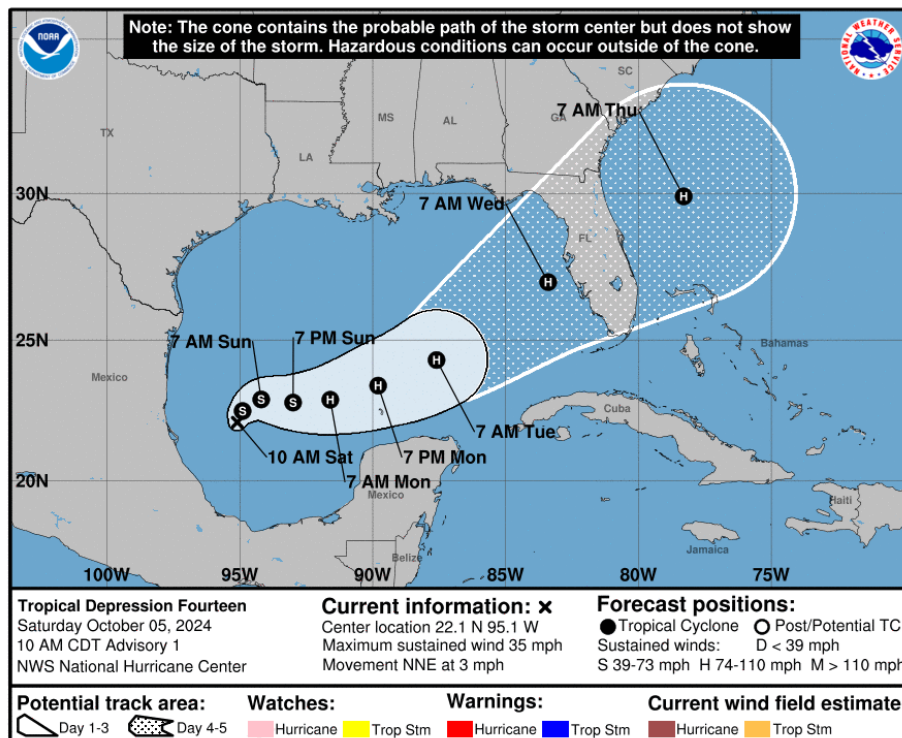 Note: The cone contains the probable path of the storm center but does not show
the size of the storm. Hazardous conditions can occur outside of the cone.
NOAA
NATIONAL WEATHER SERVICE
SC
7 AM Thu
GA
TX
MS
AL
LA
30N
7 AM Wed
FL
25N
7 AM Sun
7 PM Sun
Bahamas
Mexico
Cuba
7 AM Tue
10 AM Sat
7 PM Mon
7 AM Mon
20N
Mexico
Haiti
Jamaica
Belize
100W 95W 90W 85W 80W 75W
H
H
H
H
H
S
S
S
Tropical Depression Fourteen
Saturday October 05, 2024
10 AM CDT Advisory 1
NWS National Hurricane Center
Current information: ×
Center location 22.1 N 95.1 W
Maximum sustained wind 35 mph
Movement NNE at 3 mph
Forecast positions:
Tropical Cyclone Post/Potential TC
Sustained winds: D < 39 mph
S 39-73 mph H 74-110 mph M > 110 mph
Potential track area:
Day 1-3 Day 4-5
Watches:
Hurricane Trop Stm
Warnings:
Hurricane Trop Stm
Current wind field estimate
Hurricane Trop Stm